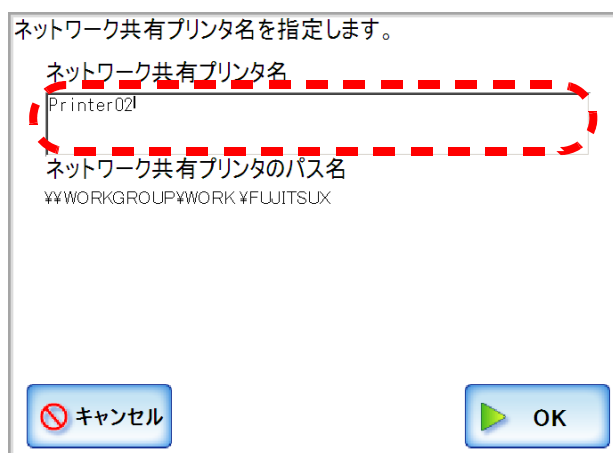 ネットワーク共有プリンタ名を指定します。
ネットワーク共有プリンタ名
Printer02
ネットワーク共有プリンタのパス名
¥¥WORKGROUP¥WORK¥FUJITSUX
キャンセル
OK